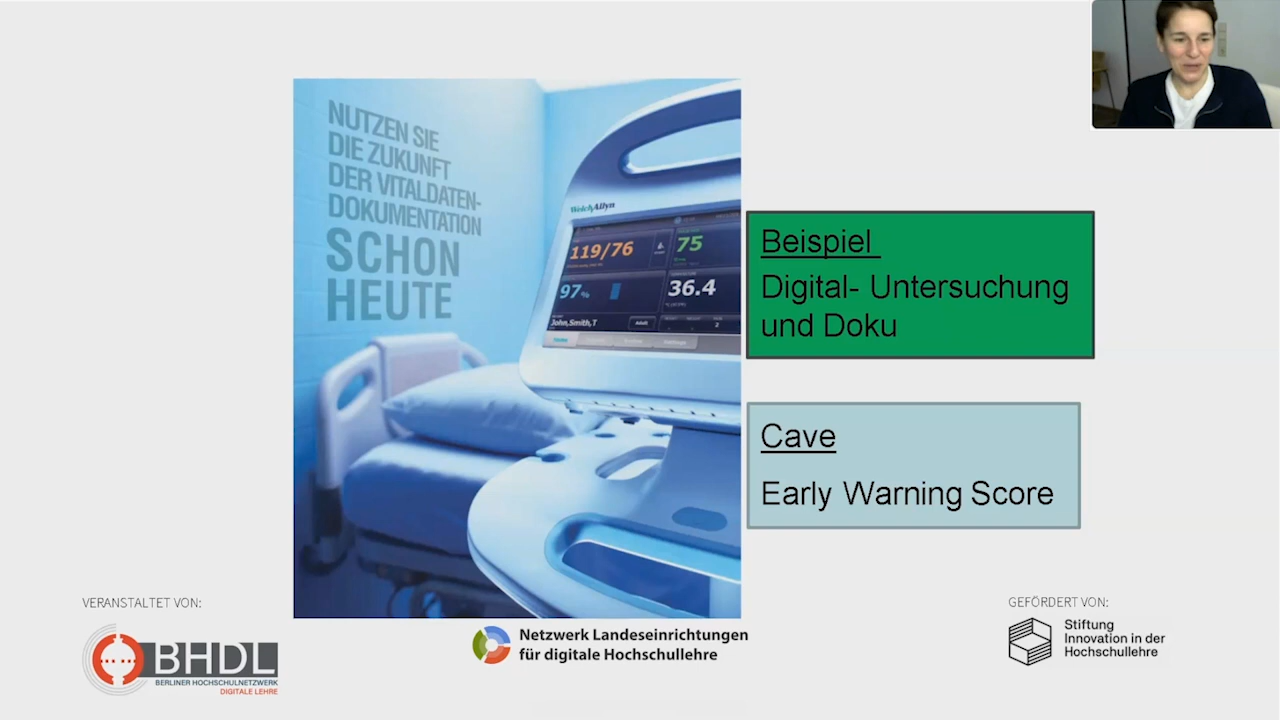 NUTZEN SIE
DIE ZUKUNFT
DER VITALDATEN-
DOKUMENTATION
SCHON
HEUTE
WelchAllyn
119/76
75
97%
36.4
John,Smith,T
Beispiel
Digital- Untersuchung
und Doku
Cave
Early Warning Score
VERANSTALTET VON:
BHDL
BERLINER HOCHSCHULNETZWERK
DIGITALE LEHRE
Netzwerk Landeseinrichtungen
für digitale Hochschullehre
GEFÖRDERT VON:
Stiftung
Innovation in der
Hochschullehre